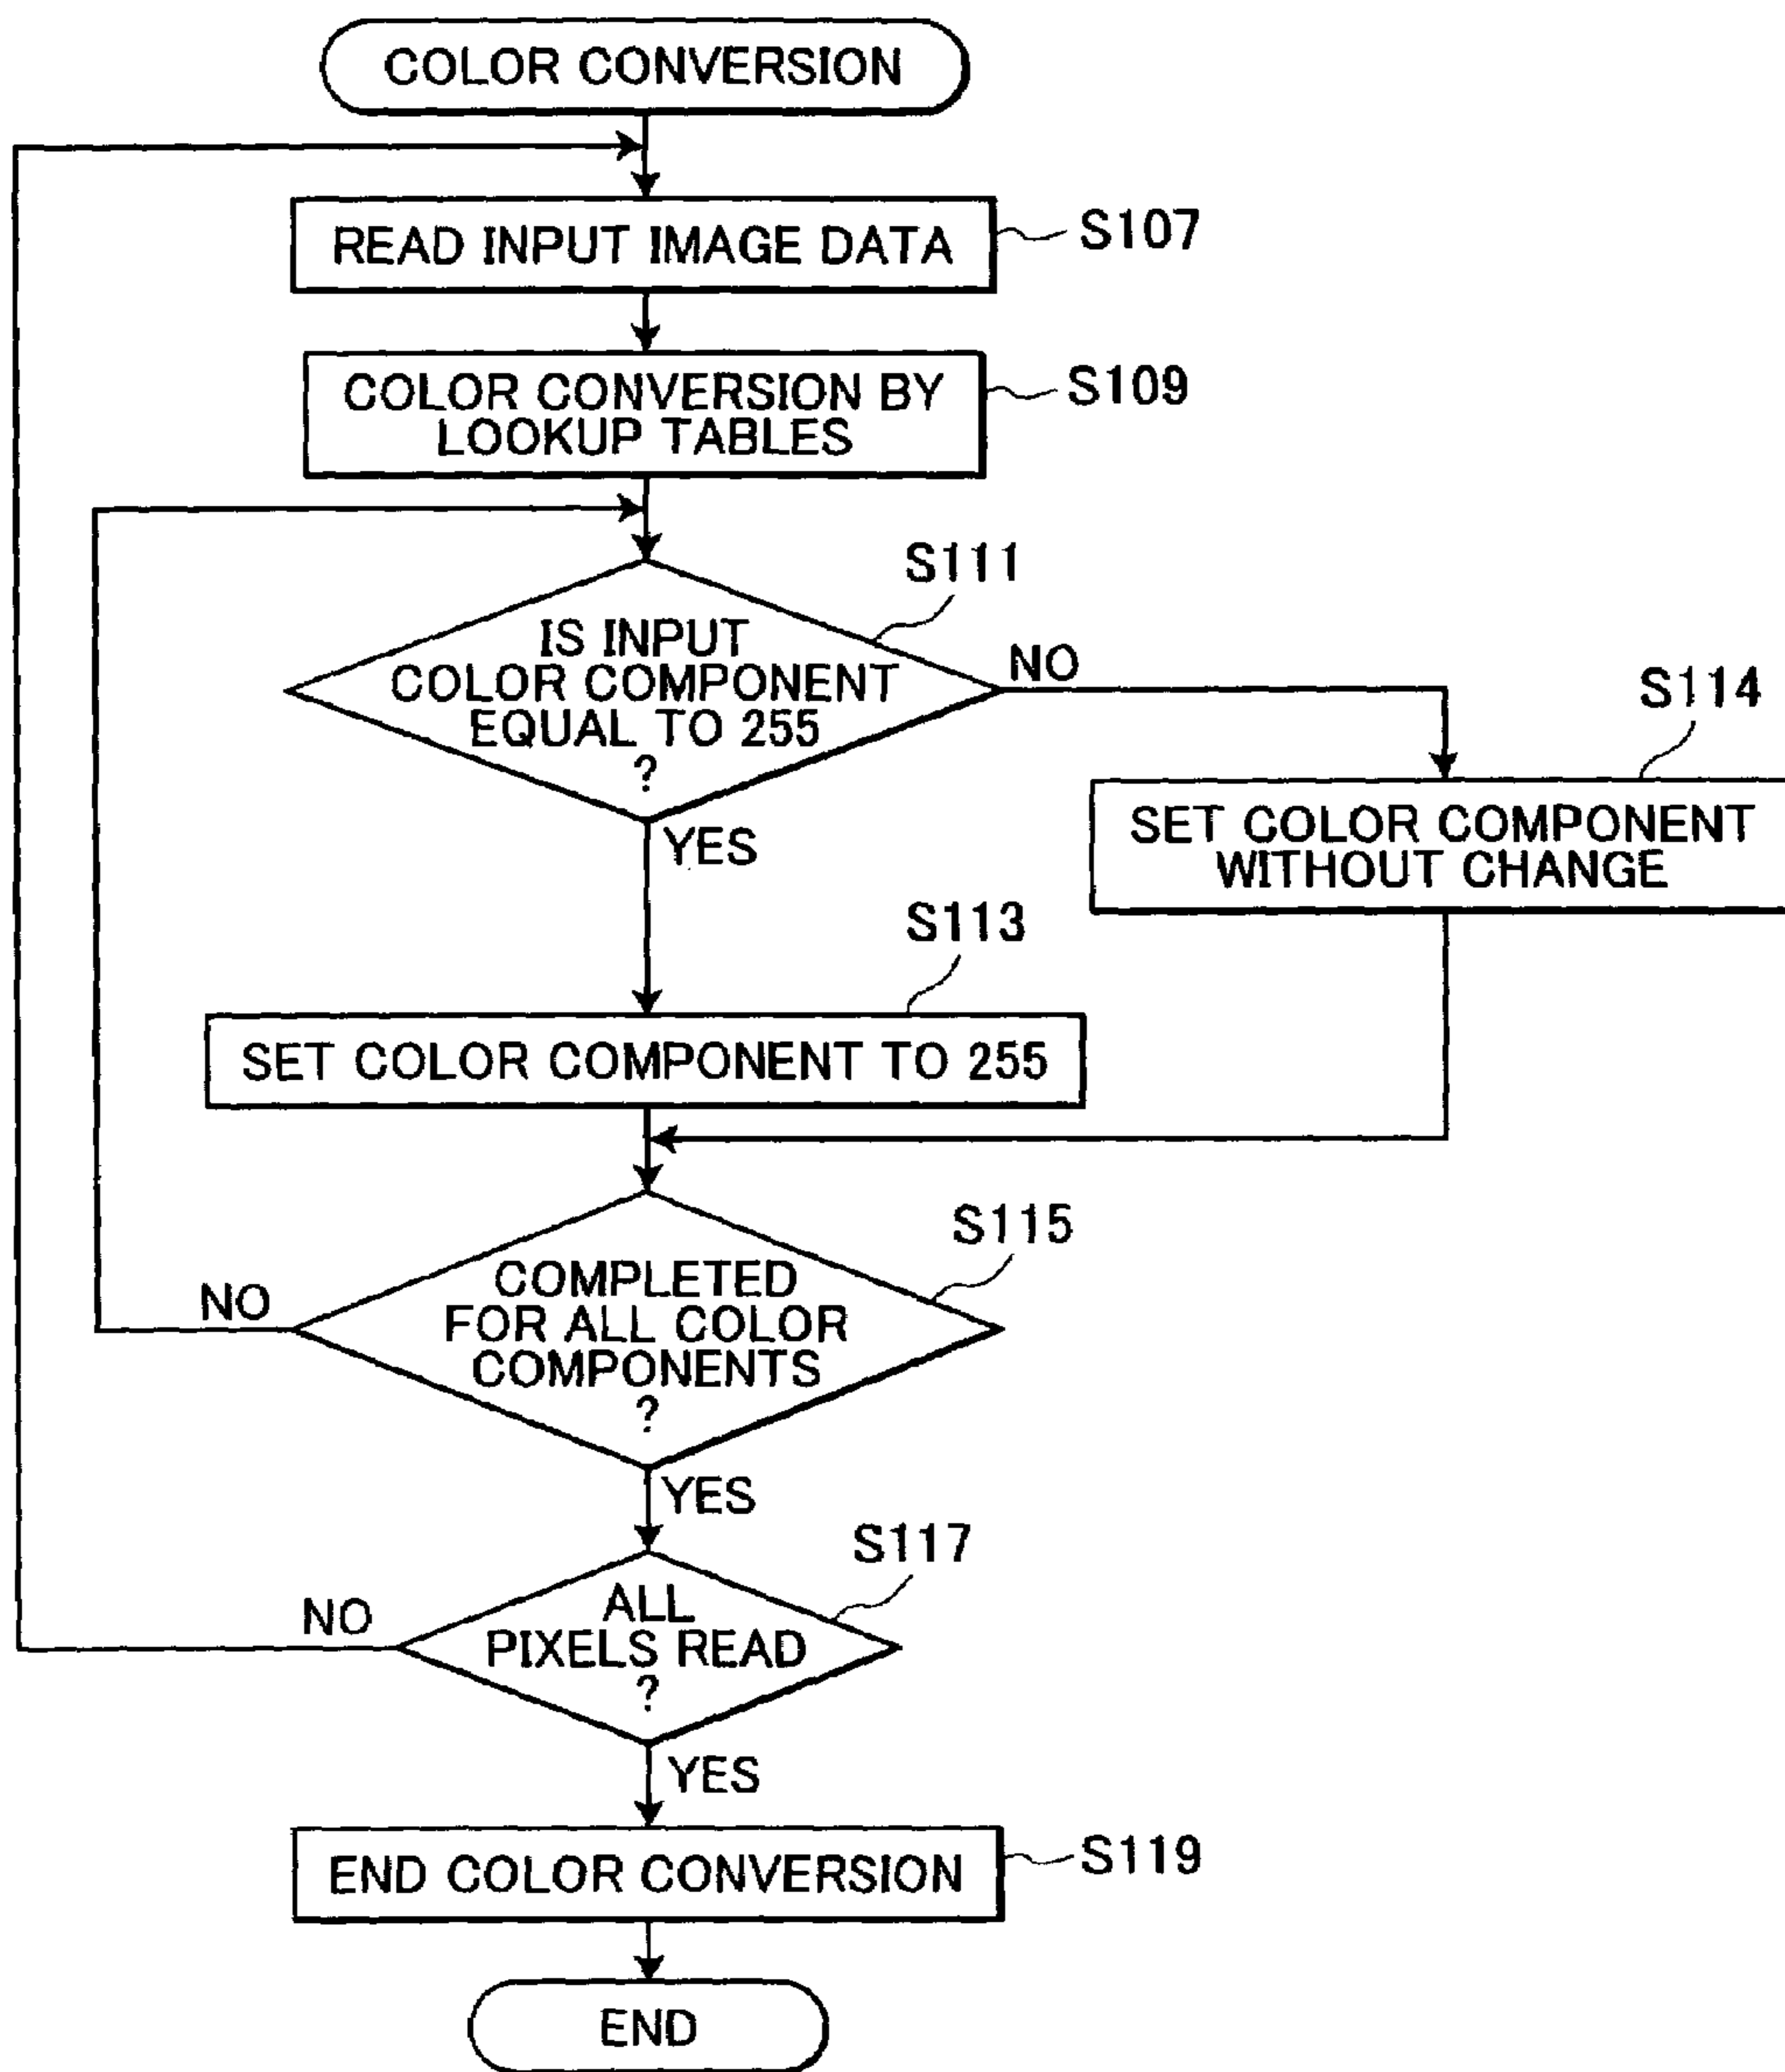 COLOR CONVERSION
READ INPUT IMAGE DATA
S107
COLOR CONVERSION BY
LOOKUP TABLES
S109
S111
IS INPUT
COLOR COMPONENT
EQUAL TO 255
?
NO
YES
S114
SET COLOR COMPONENT
WITHOUT CHANGE
S113
SET COLOR COMPONENT TO 255
S115
COMPLETED
FOR ALL COLOR
COMPONENTS
?
NO
YES
S117
ALL
PIXELS READ
?
NO
YES
END COLOR CONVERSION
S119
END